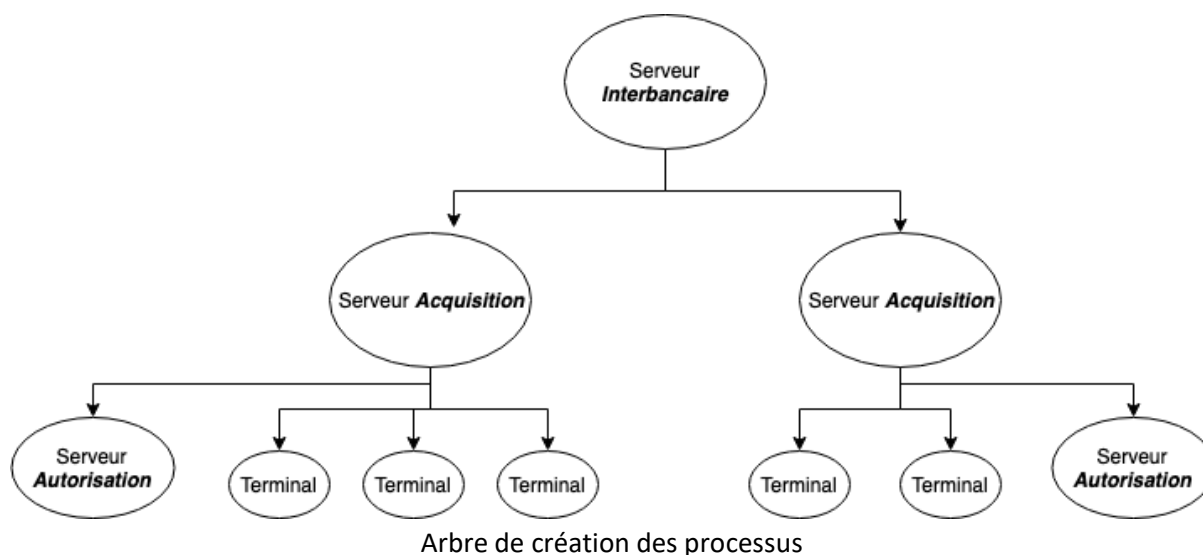 Serveur
Interbancaire
Serveur Acquisition
Serveur Acquisition
Serveur
Autorisation
Terminal
Terminal
Terminal
Terminal
Terminal
Serveur
Autorisation
Arbre de création des processus